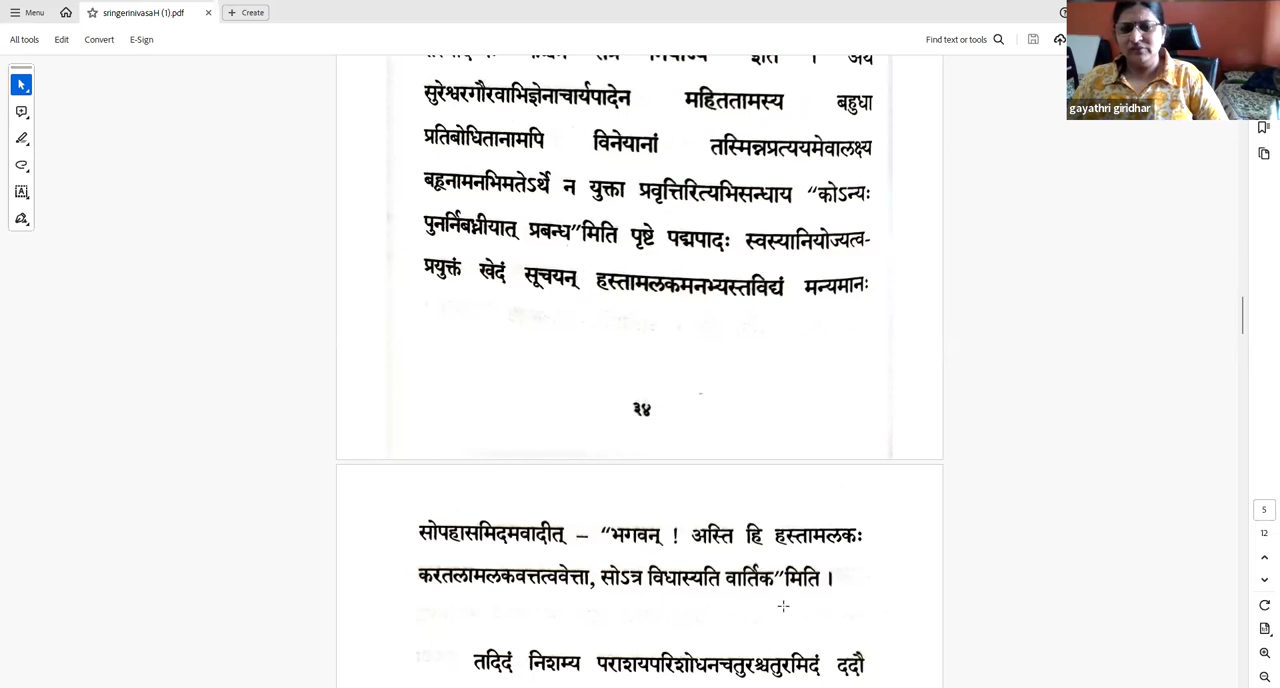 Menu
sringerinivasaH (1).pdf
Create
All tools Edit Convert E-Sign
Find text or tools
gayathri giridhar
इति । अथ
सुरेश्वरगौरवाभिज्ञेनाचार्यपादेन महिततामस्य बहुधा
प्रतिबोधितानामपि विनेयानां तस्मिन्नप्रत्ययमेवालक्ष्य
बहूनामनभिमतेऽर्थे न युक्ता प्रवृत्तिरित्यभिसन्धाय “कोऽन्यः
पुनर्निबध्नीयात् प्रबन्ध”मिति पृष्टे पद्मपादः स्वस्यानियोज्यत्व-
प्रयुक्तं खेदं सूचयन् हस्तामलकमनभ्यस्तविद्यं मन्यमानः
३४
सोपहासमिदमवादीत् – “भगवन् ! अस्ति हि हस्तामलकः
करतलामलकवत्तत्ववेत्ता, सोऽत्र विधास्यति वार्तिक”मिति ।
तदिदं निशम्य पराशयपरिशोधनचतुरश्चतुरमिदं ददौ
5
12